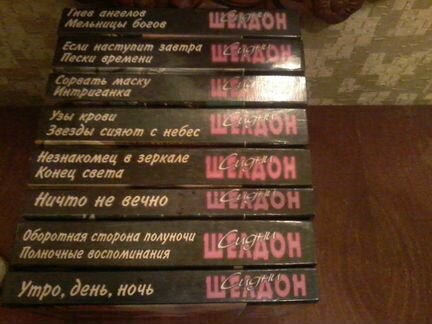 Гнев ангелов
Мельницы богов
Сидни
ШЕЛДОН
Если наступит завтра
Пески времени
Сидни
ШЕЛДОН
Сорвать маску
Интриганка
Сидни
ШЕЛДОН
Узы крови
Звезды сияют с небес
Сидни
ШЕЛДОН
Незнакомец в зеркале
Конец света
Сидни
ШЕЛДОН
Ничто не вечно
Сидни
ШЕЛДОН
Оборотная сторона полуночи
Полночные воспоминания
Сидни
ШЕЛДОН
Утро, день, ночь
Сидни
ШЕЛДОН